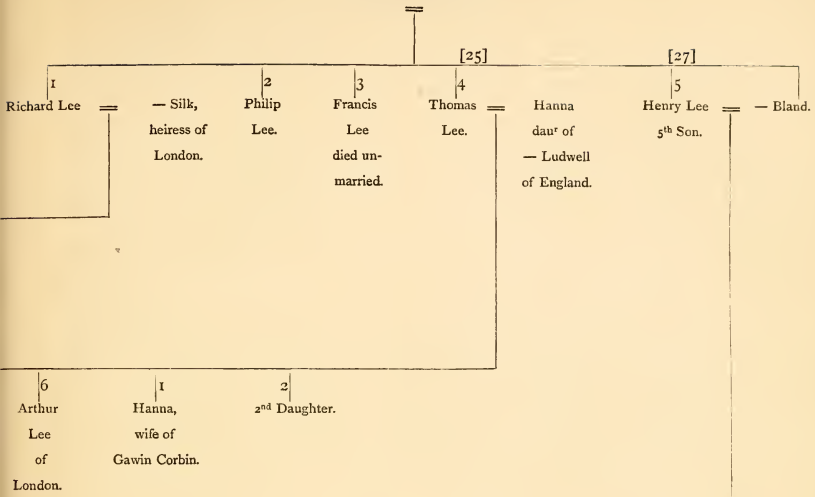 =
[25] [27]
1 2 3 4 5
Richard Lee = — Silk, Philip Francis Thomas = Hanna Henry Lee = — Bland.
heiress of Lee. Lee Lee. daur of 5th Son.
London. died un- — Ludwell
married. of England.
6 1 2
Arthur Hanna, 2nd Daughter.
Lee wife of
of Gawin Corbin.
London.